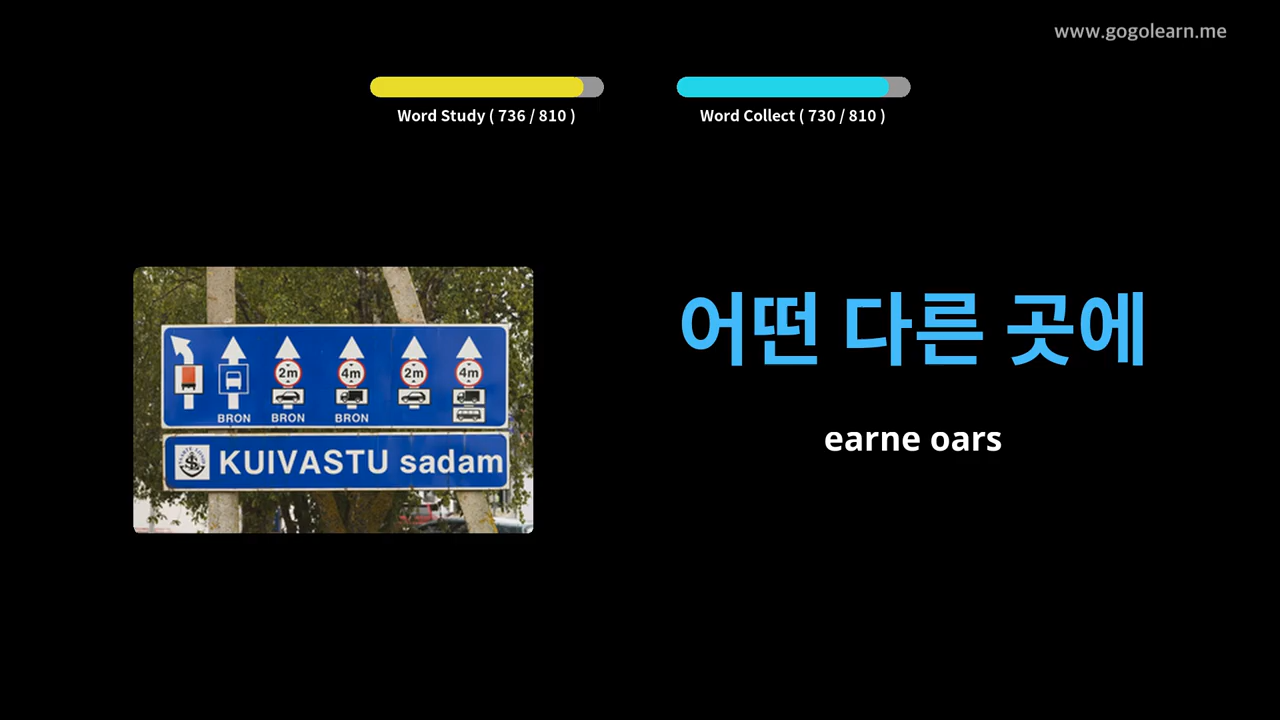 www.gogolearn.me
Word Study ( 736 / 810 )
Word Collect ( 730 / 810 )
2m 4m 2m 4m
BRON BRON BRON
KUIVASTU sadam
어떤 다른 곳에
earne oars